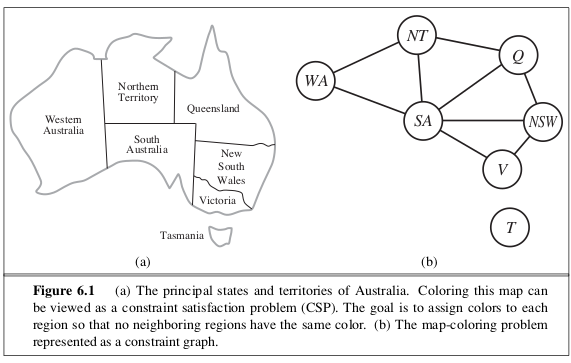 Northern
Territory
Western
Australia
Queensland
South
Australia
New
South
Wales
Victoria
Tasmania
(a)
NT
Q
WA
SA
NSW
V
T
(b)
Figure 6.1 (a) The principal states and territories of Australia. Coloring this map can
be viewed as a constraint satisfaction problem (CSP). The goal is to assign colors to each
region so that no neighboring regions have the same color. (b) The map-coloring problem
represented as a constraint graph.